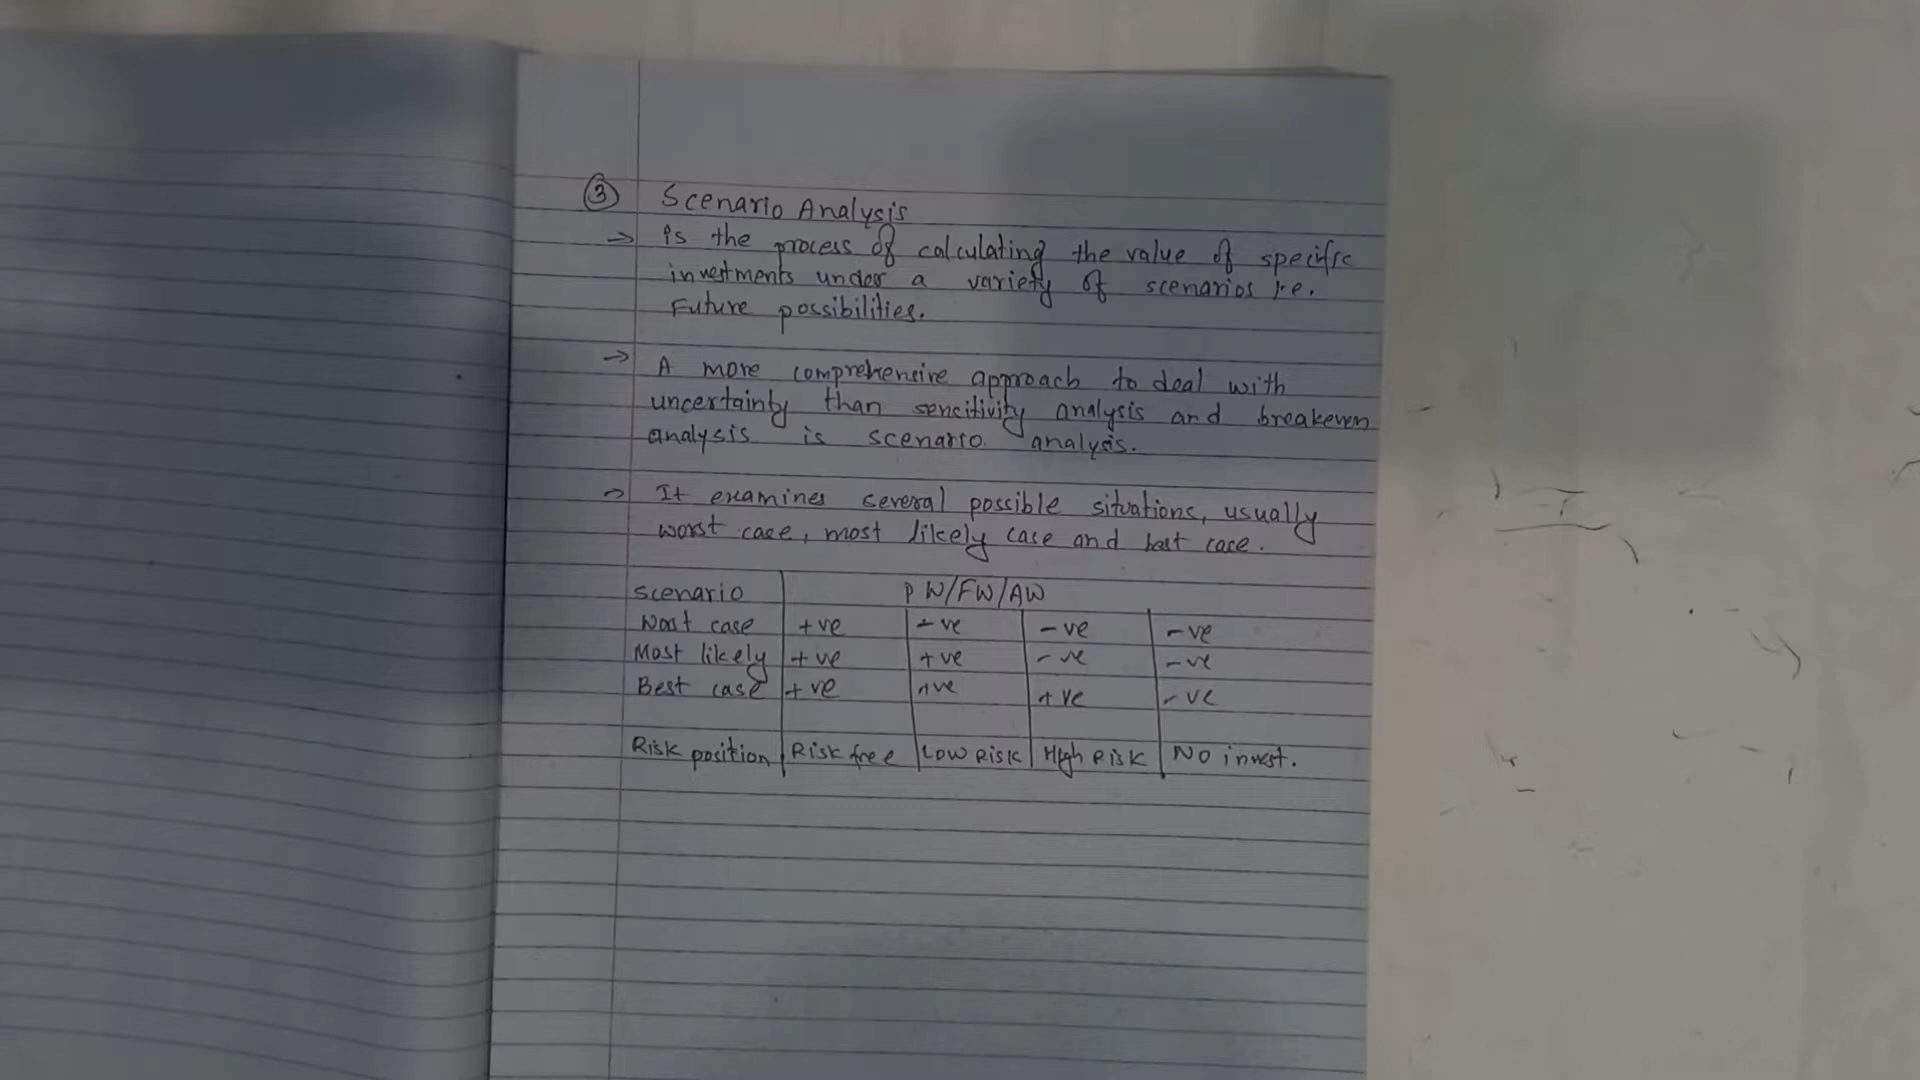 ③ Scenario Analysis
→ is the process of calculating the value of specific
investments under a variety of scenarios i.e.
Future possibilities.
→ A more comprehensive approach to deal with
uncertainty than sencitivity analysis and breakeven
analysis is scenario analysis.
→ It examines several possible situations, usually
worst case, most likely case and best case.
scenario PW/FW/AW
Worst case +ve -ve -ve -ve
Most likely +ve +ve -ve -ve
Best case +ve +ve +ve -ve
Risk position Risk free Low Risk High Risk No invest.